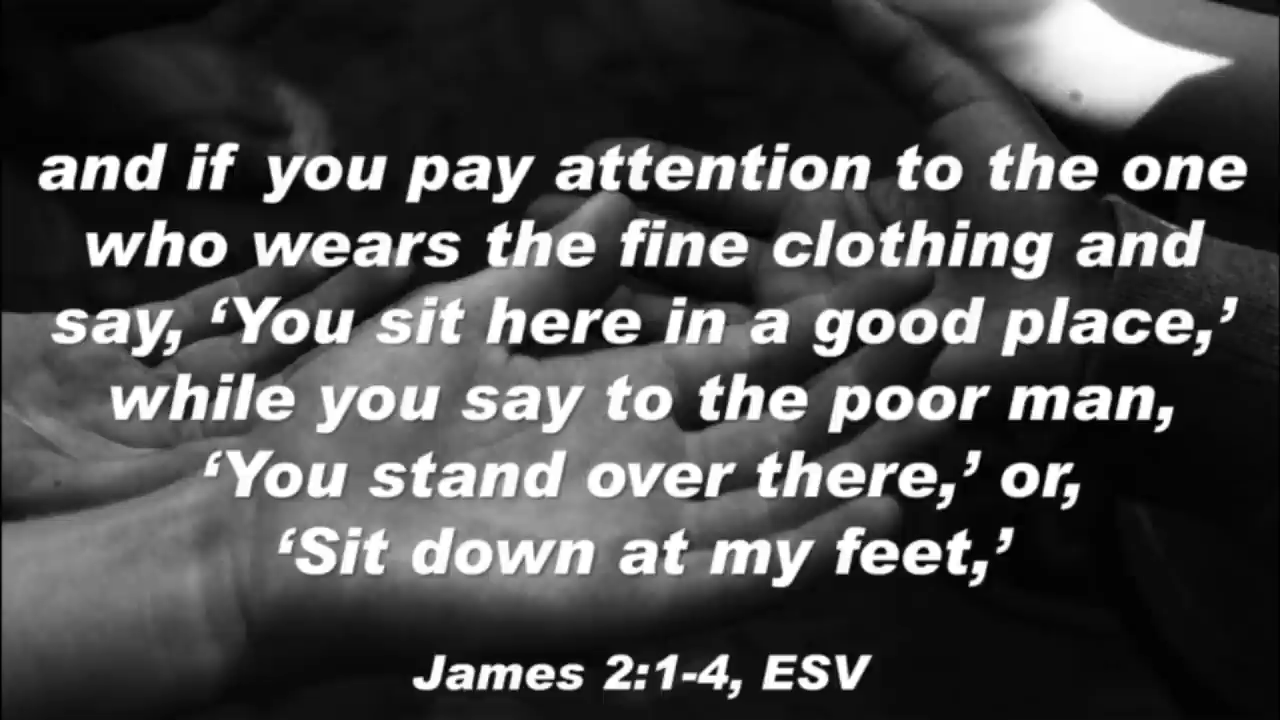 and if you pay attention to the one
who wears the fine clothing and
say, ‘You sit here in a good place,’
while you say to the poor man,
‘You stand over there,’ or,
‘Sit down at my feet,’
James 2:1-4, ESV